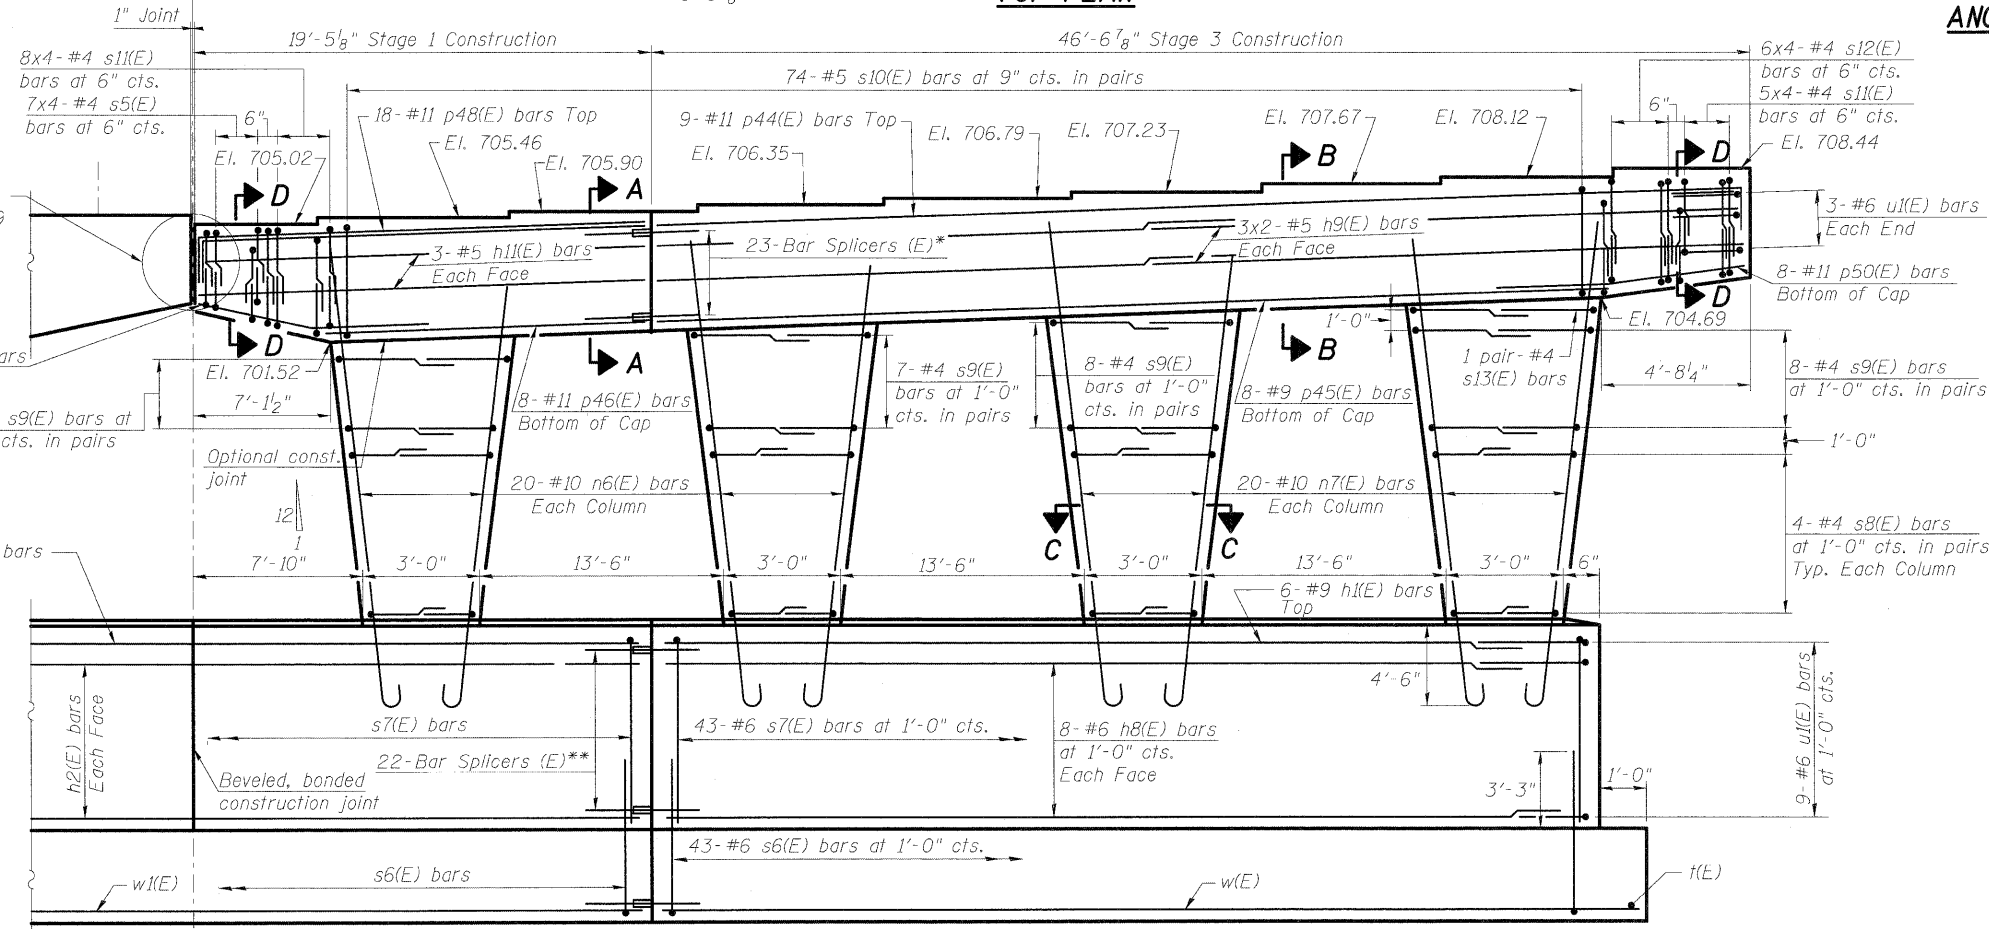 TOP PLAN
1" Joint
19'-5 1/8" Stage 1 Construction
46'-6 7/8" Stage 3 Construction
8x4-#4 s11(E)
bars at 6" cts.
7x4-#4 s5(E)
bars at 6" cts.
6"
74-#5 s10(E) bars at 9" cts. in pairs
6x4-#4 s12(E)
bars at 6" cts.
5x4-#4 s11(E)
bars at 6" cts.
6"
18-#11 p48(E) bars Top
9-#11 p44(E) bars Top
El. 705.02
El. 705.46
El. 705.90
El. 706.35
El. 706.79
El. 707.23
El. 707.67
El. 708.12
El. 708.44
D
A
B
D
3-#5 h11(E) bars
Each Face
23-Bar Splicers (E)*
3x2-#5 h9(E) bars
Each Face
3-#6 u1(E) bars
Each End
8-#11 p50(E) bars
Bottom of Cap
D
A
B
D
El. 701.52
7'-1 1/2"
El. 704.69
1'-0"
1 pair-#4
s13(E) bars
4'-8 1/4"
s9(E) bars at
cts. in pairs
8-#11 p46(E) bars
Bottom of Cap
7-#4 s9(E)
bars at 1'-0"
cts. in pairs
8-#4 s9(E)
bars at 1'-0"
cts. in pairs
8-#9 p45(E) bars
Bottom of Cap
8-#4 s9(E) bars
at 1'-0" cts. in pairs
1'-0"
Optional const.
joint
12
1
20-#10 n6(E) bars
Each Column
20-#10 n7(E) bars
Each Column
C
C
4-#4 s8(E) bars
at 1'-0" cts. in pairs
Typ. Each Column
bars
7'-10"
3'-0"
13'-6"
3'-0"
13'-6"
3'-0"
13'-6"
3'-0"
6"
6-#9 h1(E) bars
Top
4'-6"
h2(E) bars
Each Face
s7(E) bars
43-#6 s7(E) bars at 1'-0" cts.
8-#6 h8(E) bars
at 1'-0" cts.
Each Face
22-Bar Splicers (E)**
Beveled, bonded
construction joint
3'-3"
1'-0"
9-#6 u1(E) bars
at 1'-0" cts.
43-#6 s6(E) bars at 1'-0" cts.
s6(E) bars
w1(E)
w(E)
t(E)